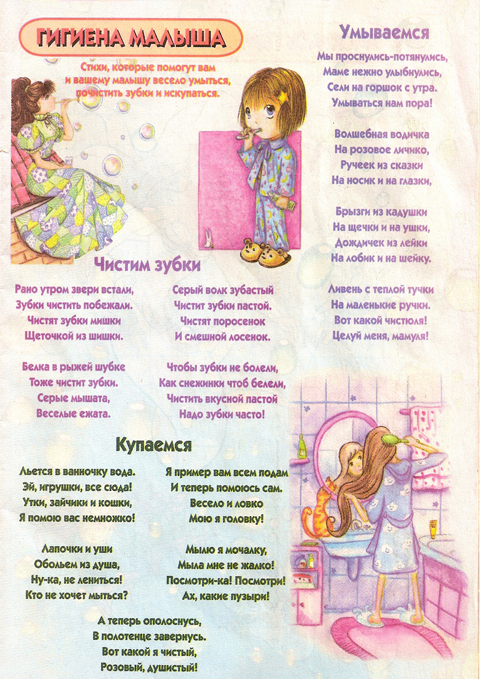 ГИГИЕНА МАЛЫША
Стихи, которые помогут вам
и вашему малышу весело умыться,
почистить зубки и искупаться.
Умываемся
Мы проснулись-потянулись,
Маме нежно улыбнулись,
Сели на горшок с утра.
Умываться нам пора!
Волшебная водичка
На розовое личико,
Ручеек из сказки
На носик и на глазки,
Брызги из кадушки
На щечки и на ушки,
Дождичек из лейки
На лобик и на шейку.
Ливень с теплой тучки
На маленькие ручки.
Вот какой чистюля!
Целуй меня, мамуля!
Чистим зубки
Рано утром звери встали,
Зубки чистить побежали.
Чистят зубки мишки
Щеточкой из шишки.
Белка в рыжей шубке
Тоже чистит зубки.
Серые мышата,
Веселые ежата.
Серый волк зубастый
Чистит зубки пастой.
Чистят поросенок
И смешной лосенок.
Чтобы зубки не болели,
Как снежинки чтоб белели,
Чистить вкусной пастой
Надо зубки часто!
Купаемся
Льется в ванночку вода.
Эй, игрушки, все сюда!
Утки, зайчики и кошки,
Я помою вас немножко!
Лапочки и уши
Обольем из душа,
Ну-ка, не лениться!
Кто не хочет мыться?
Я пример вам всем подам
И теперь помоюсь сам.
Весело и ловко
Мою я головку!
Мылю я мочалку,
Мыла мне не жалко!
Посмотри-ка! Посмотри!
Ах, какие пузыри!
А теперь ополоснусь,
В полотенце завернусь.
Вот какой я чистый,
Розовый, душистый!